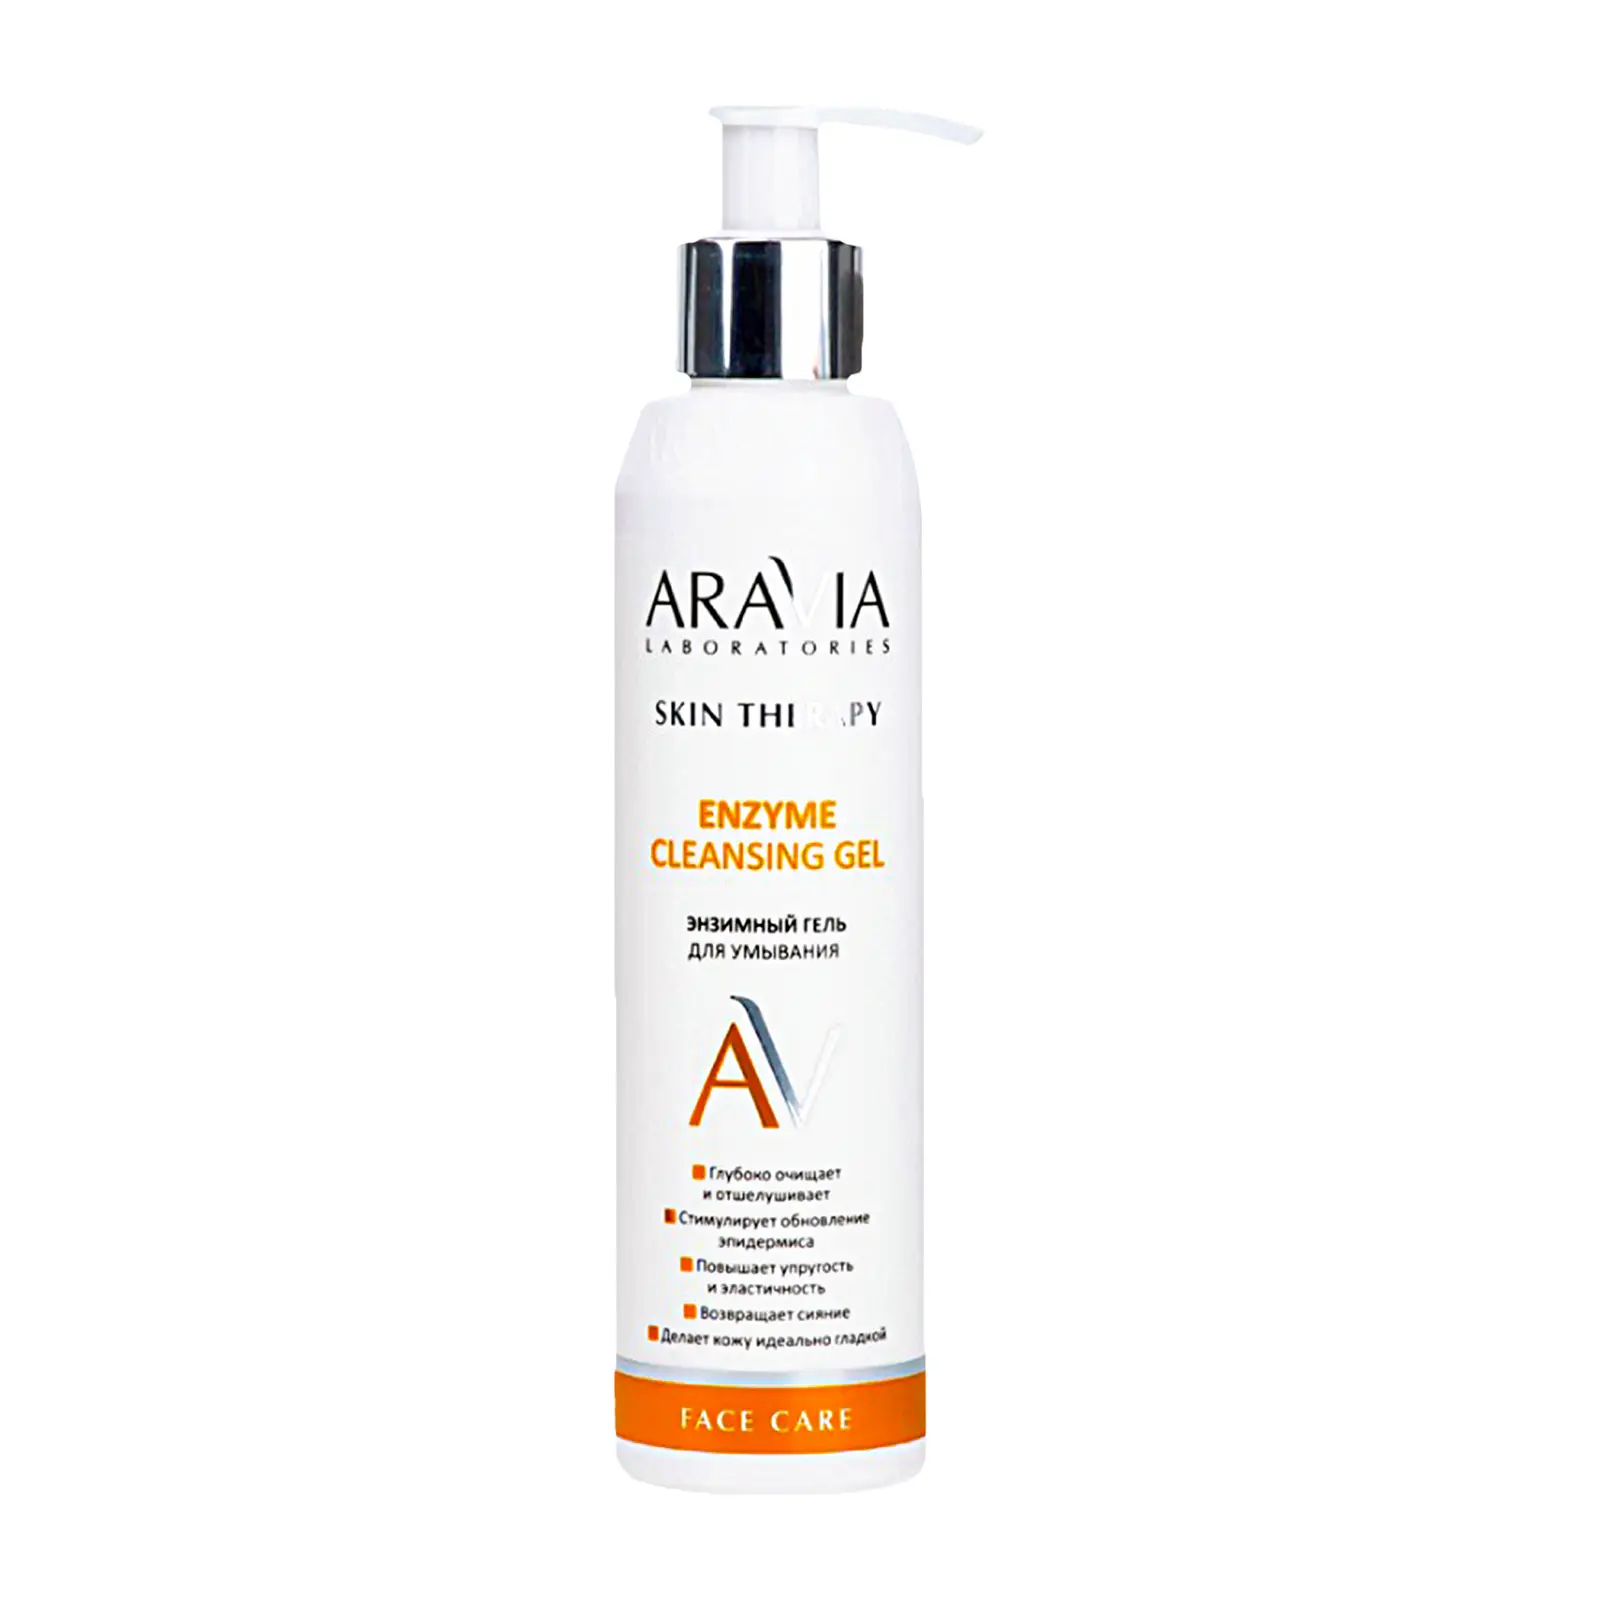 ARAVIA
LABORATORIES
SKIN THERAPY
ENZYME
CLEANSING GEL
ЭНЗИМНЫЙ ГЕЛЬ
ДЛЯ УМЫВАНИЯ
AV
Глубоко очищает
и отшелушивает
Стимулирует обновление
эпидермиса
Повышает упругость
и эластичность
Возвращает сияние
Делает кожу идеально гладкой
FACE CARE